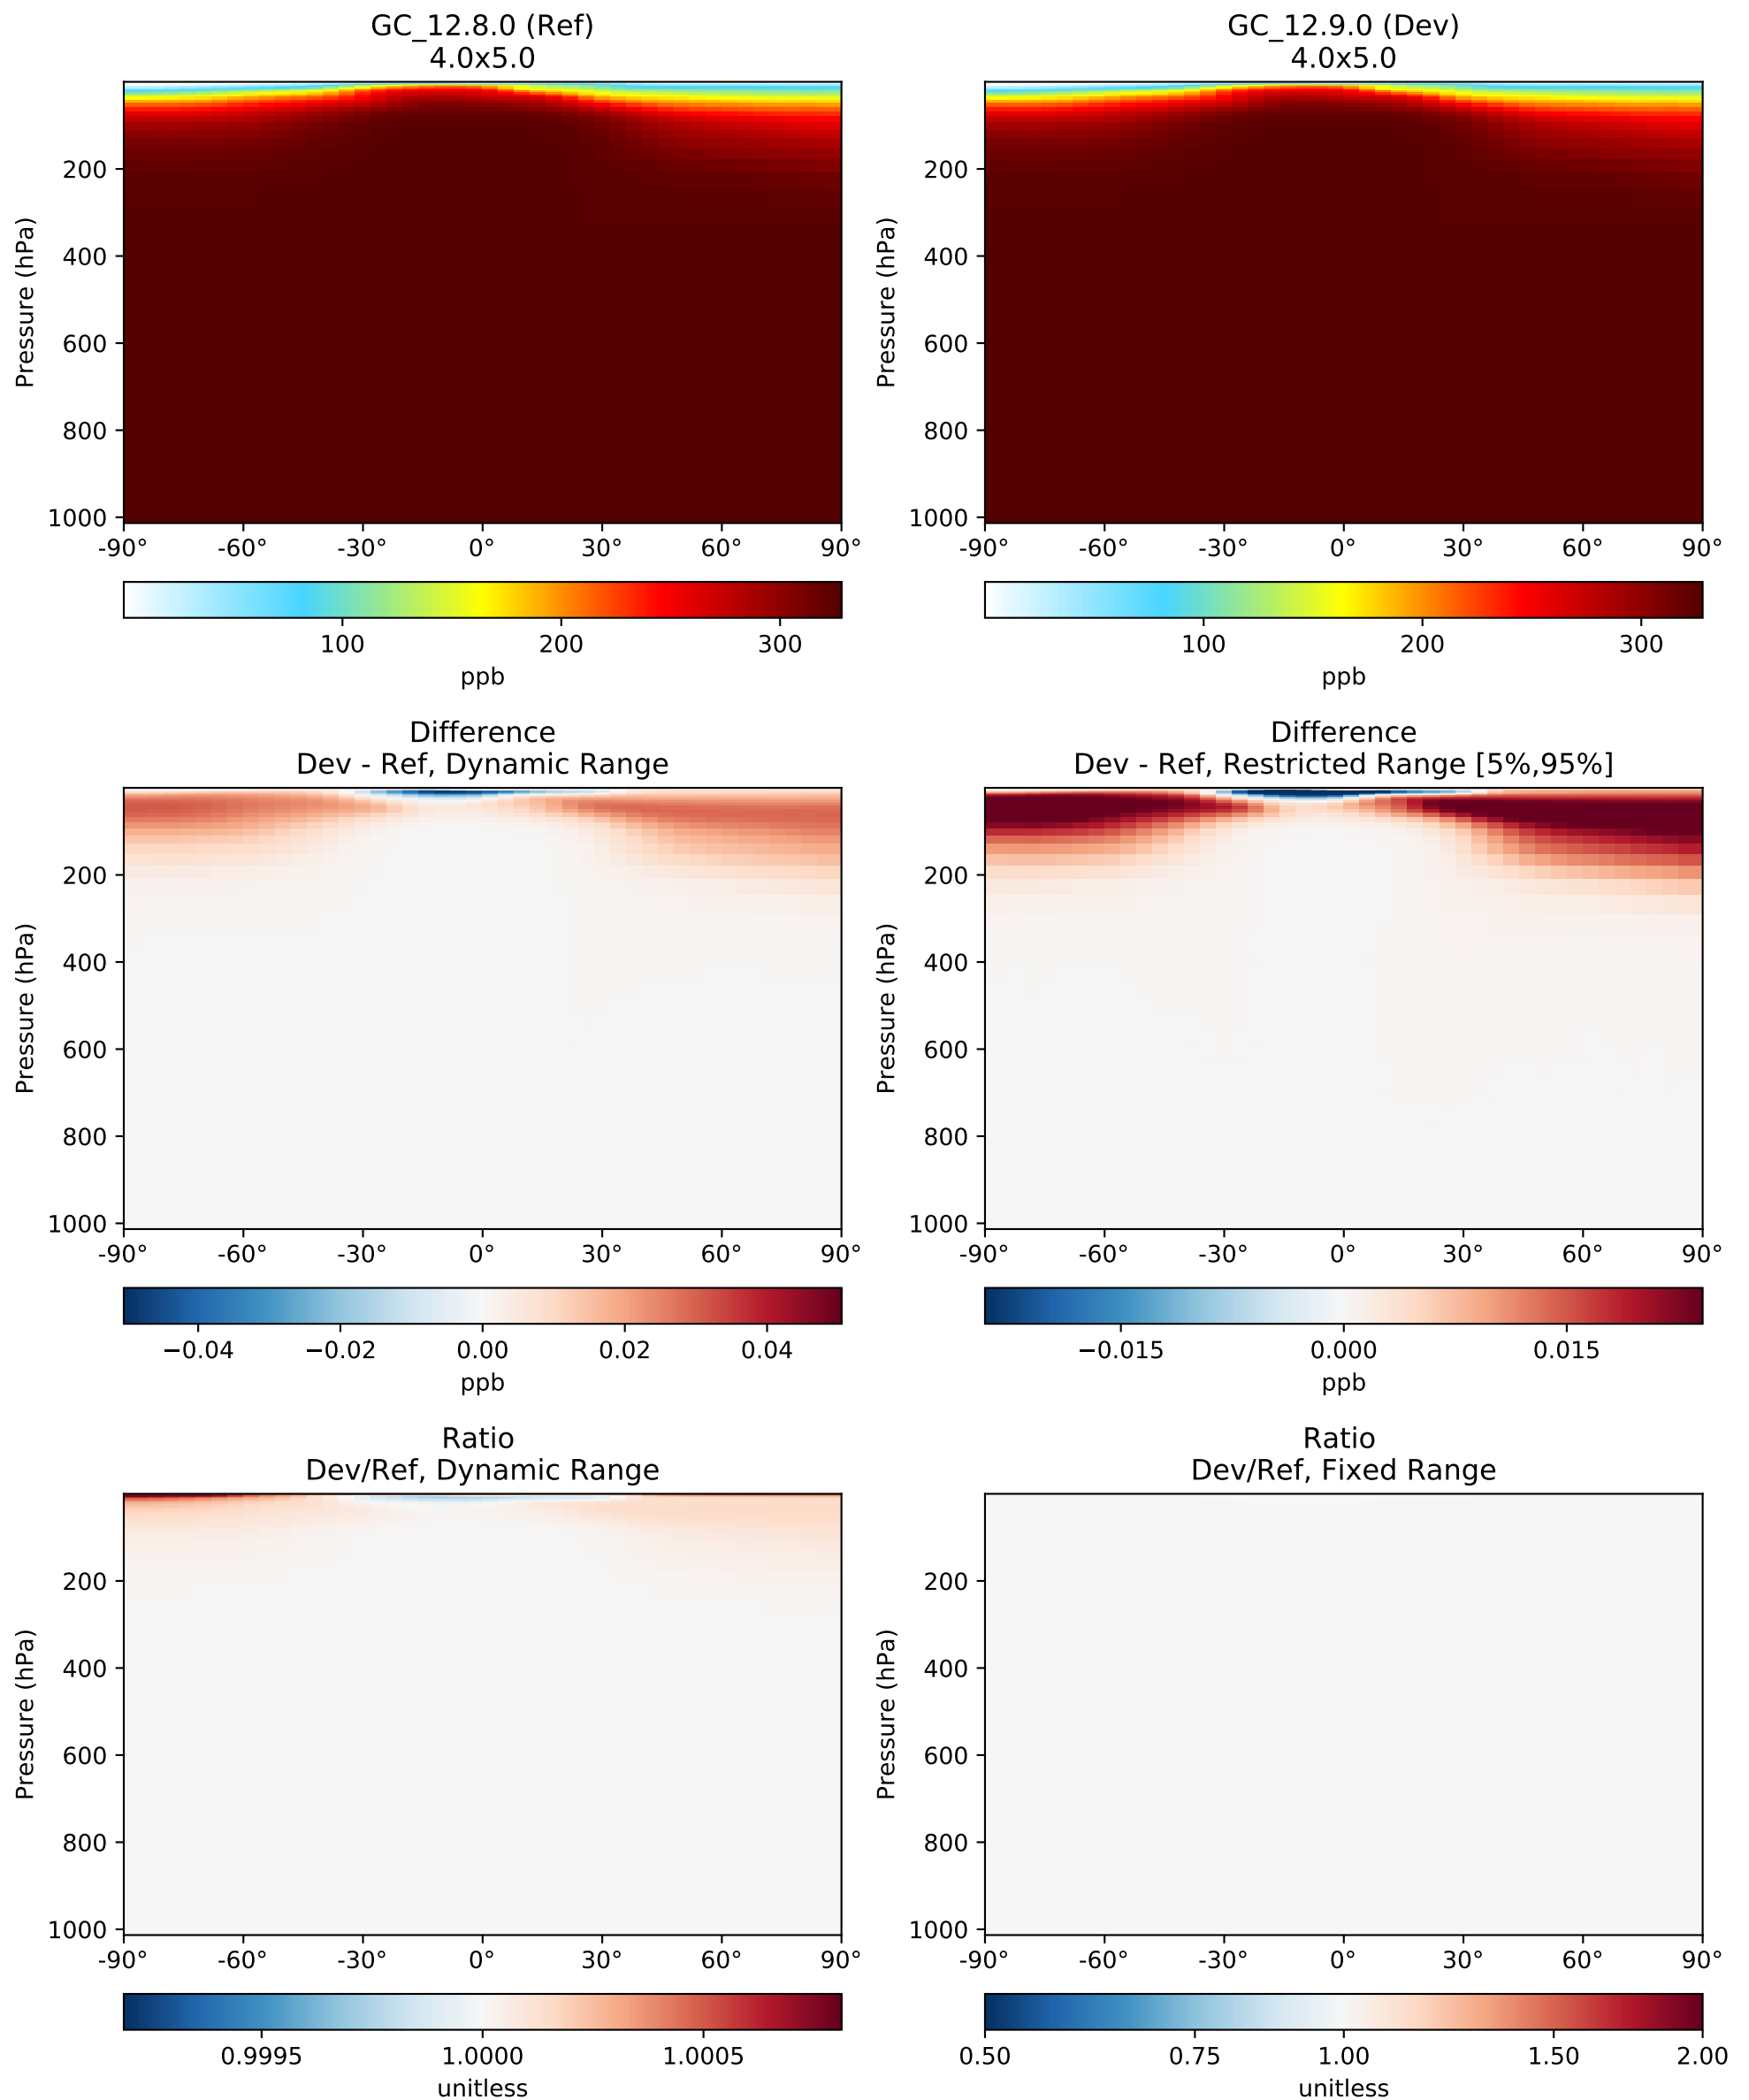 GC_12.8.0 (Ref)
4.0x5.0
Pressure (hPa)
200
400
600
800
1000
-90° -60° -30° 0° 30° 60° 90°
100 200 300
ppb
GC_12.9.0 (Dev)
4.0x5.0
Pressure (hPa)
200
400
600
800
1000
-90° -60° -30° 0° 30° 60° 90°
100 200 300
ppb
Difference
Dev - Ref, Dynamic Range
Pressure (hPa)
200
400
600
800
1000
-90° -60° -30° 0° 30° 60° 90°
−0.04 −0.02 0.00 0.02 0.04
ppb
Difference
Dev - Ref, Restricted Range [5%,95%]
Pressure (hPa)
200
400
600
800
1000
-90° -60° -30° 0° 30° 60° 90°
−0.015 0.000 0.015
ppb
Ratio
Dev/Ref, Dynamic Range
Pressure (hPa)
200
400
600
800
1000
-90° -60° -30° 0° 30° 60° 90°
0.9995 1.0000 1.0005
unitless
Ratio
Dev/Ref, Fixed Range
Pressure (hPa)
200
400
600
800
1000
-90° -60° -30° 0° 30° 60° 90°
0.50 0.75 1.00 1.50 2.00
unitless